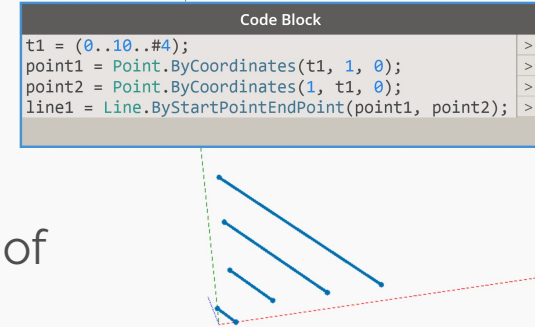 Code Block
t1 = (0..10..#4); >
point1 = Point.ByCoordinates(t1, 1, 0); >
point2 = Point.ByCoordinates(1, t1, 0); >
line1 = Line.ByStartPointEndPoint(point1, point2); >
of